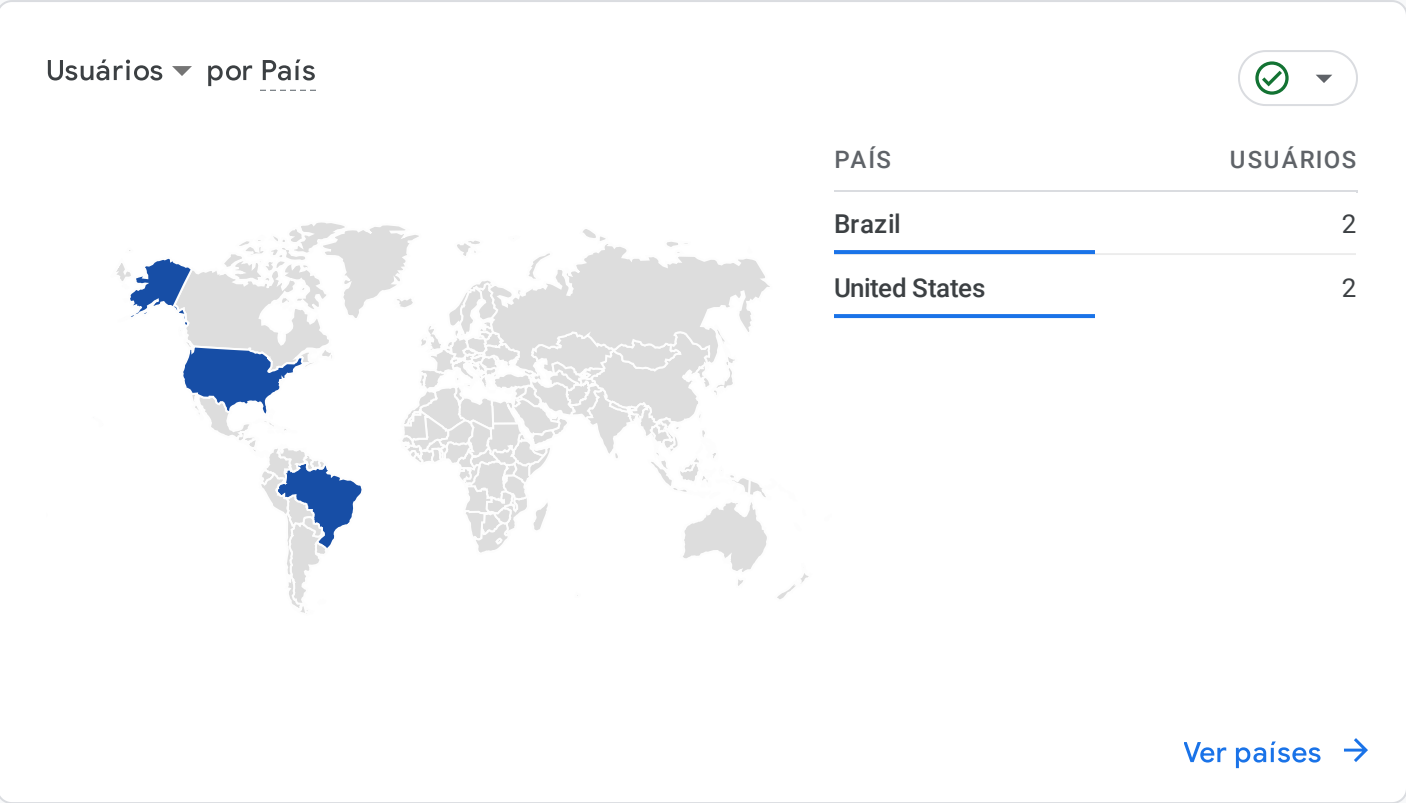 Usuários por País
PAÍS USUÁRIOS
Brazil 2
United States 2
Ver países